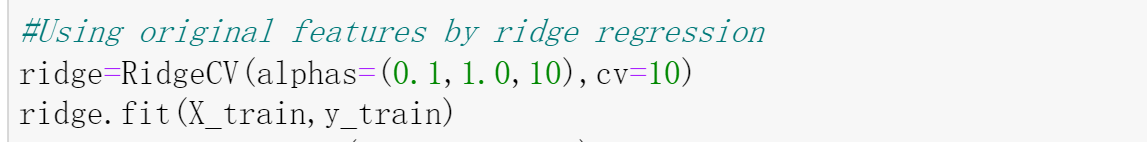 #Using original features by ridge regression
ridge=RidgeCV(alphas=(0.1,1.0,10),cv=10)
ridge.fit(X_train,y_train)